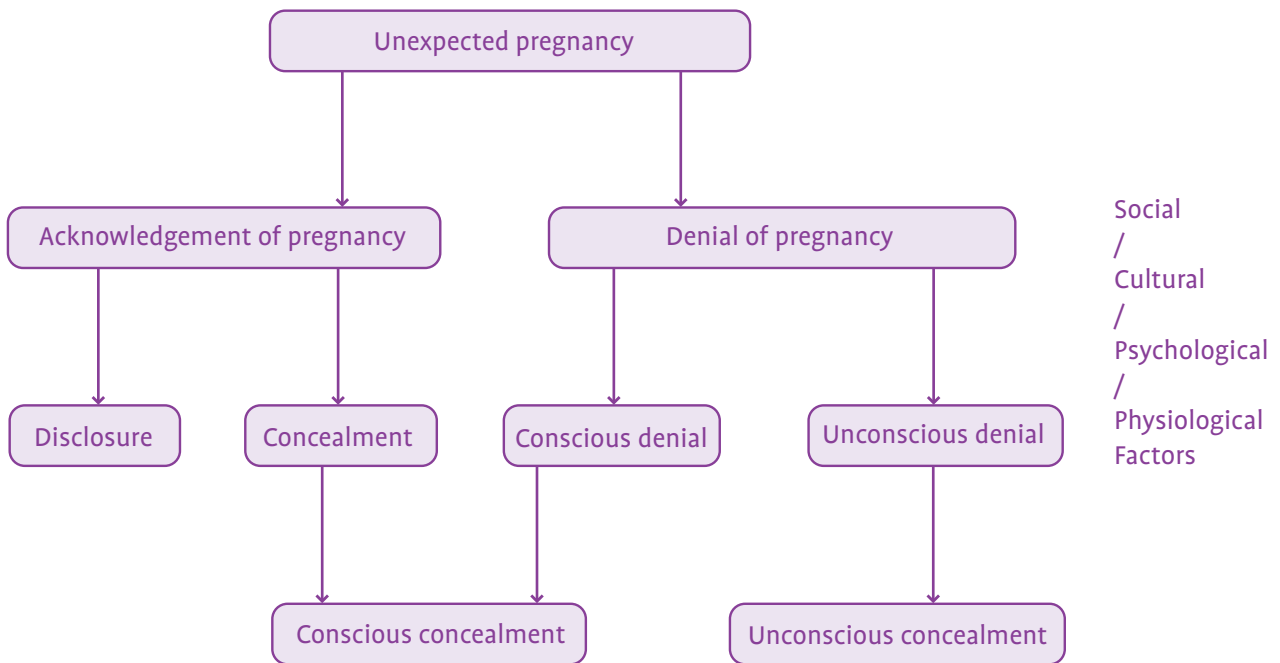 Unexpected pregnancy
Acknowledgement of pregnancy
Denial of pregnancy
Disclosure
Concealment
Conscious denial
Unconscious denial
Conscious concealment
Unconscious concealment
Social
/
Cultural
/
Psychological
/
Physiological
Factors